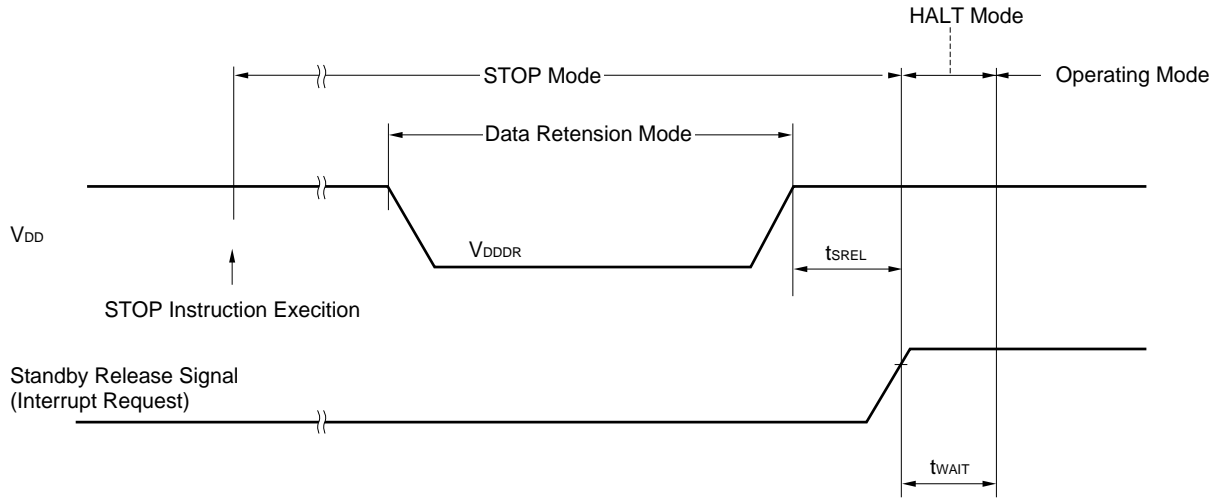 HALT Mode
STOP Mode
Operating Mode
Data Retension Mode
VDD
VDDDR
tSREL
STOP Instruction Execition
Standby Release Signal
(Interrupt Request)
tWAIT